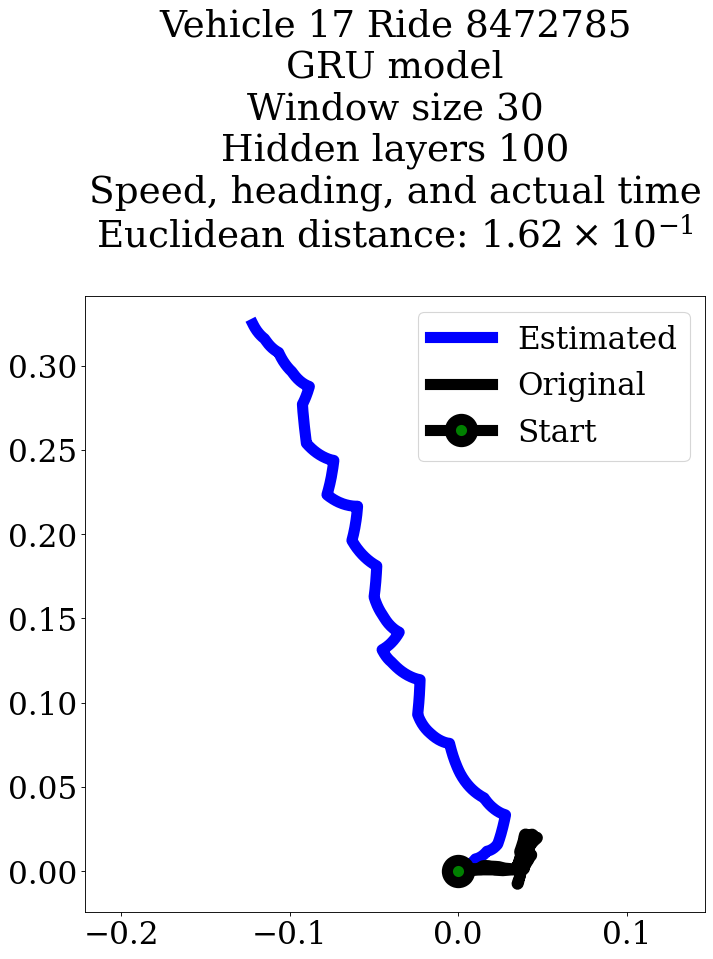 Vehicle 17 Ride 8472785
GRU model
Window size 30
Hidden layers 100
Speed, heading, and actual time
Euclidean distance: 1.62 × 10⁻¹
Estimated
Original
Start
0.30
0.25
0.20
0.15
0.10
0.05
0.00
−0.2 −0.1 0.0 0.1